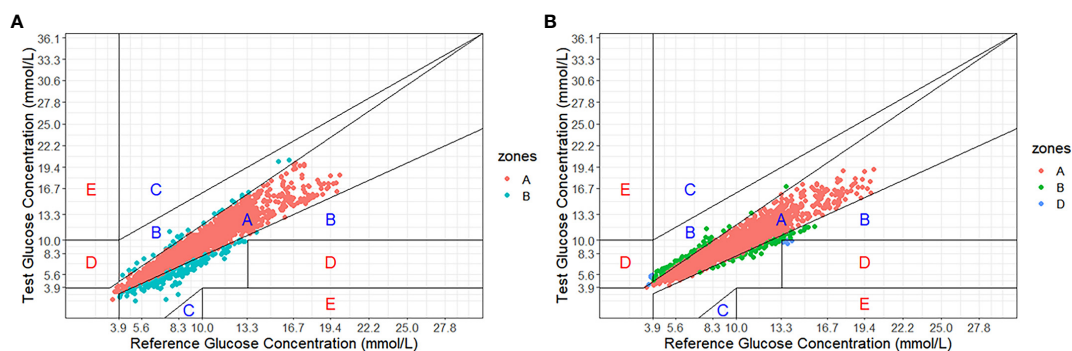 A
Test Glucose Concentration (mmol/L)
36.1
33.3
30.6
27.8
25.0
22.2
19.4
16.7
13.3
10.0
8.3
5.6
3.9
E
C
B
A
B
D
D
C
E
3.9 5.6 8.3 10.0 13.3 16.7 19.4 22.2 25.0 27.8
Reference Glucose Concentration (mmol/L)
zones
A
B
B
Test Glucose Concentration (mmol/L)
36.1
33.3
30.6
27.8
25.0
22.2
19.4
16.7
13.3
10.0
8.3
5.6
3.9
E
C
B
A
B
D
D
C
E
3.9 5.6 8.3 10.0 13.3 16.7 19.4 22.2 25.0 27.8
Reference Glucose Concentration (mmol/L)
zones
A
B
D